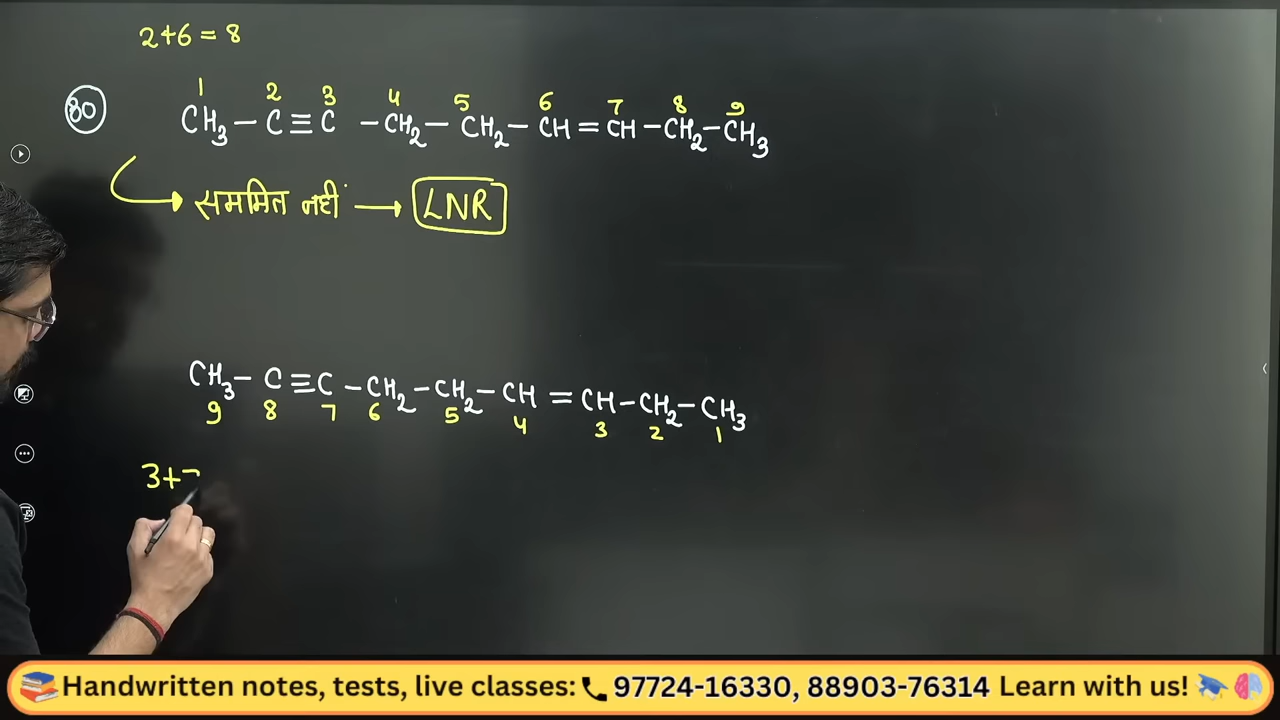 2+6 = 8
80
1 2 3 4 5 6 7 8 9
CH₃ – C ≡ C – CH₂ – CH₂ – CH = CH – CH₂ – CH₃
सममित नहीं → LNR
CH₃ – C ≡ C – CH₂ – CH₂ – CH = CH – CH₂ – CH₃
9 8 7 6 5 4 3 2 1
3+7
Handwritten notes, tests, live classes: 97724-16330, 88903-76314 Learn with us!